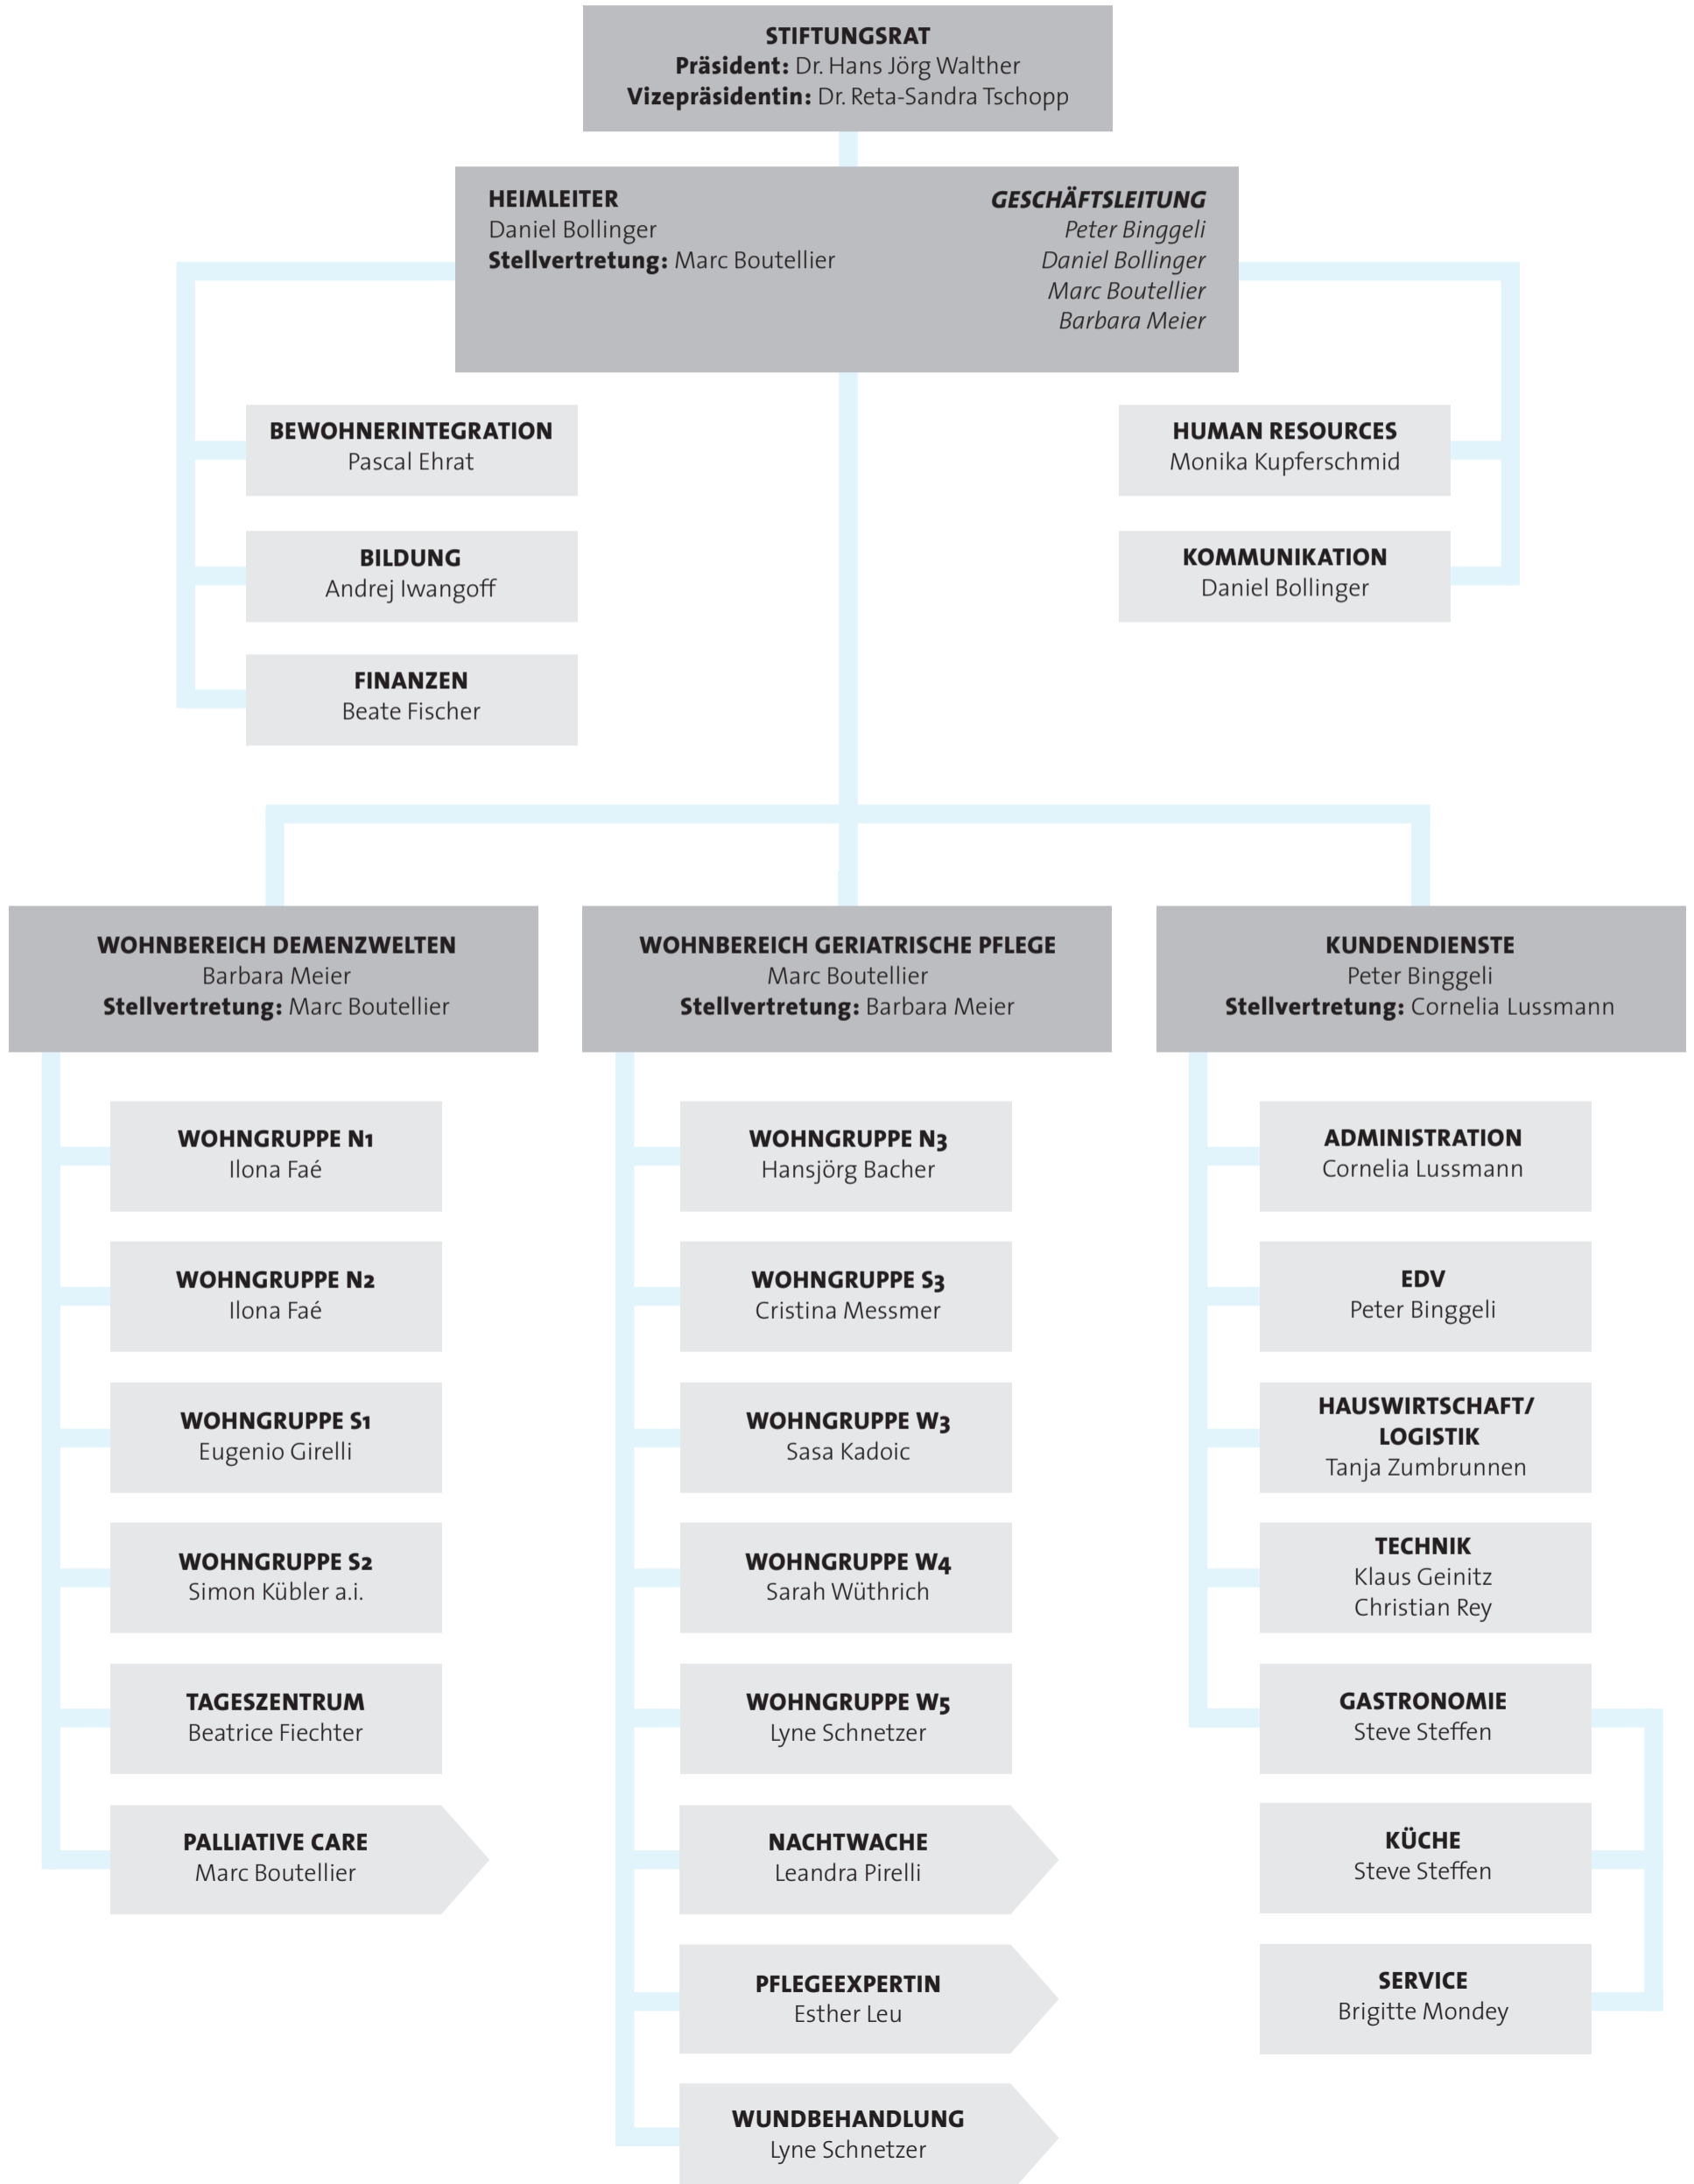 STIFTUNGSRAT
Präsident: Dr. Hans Jörg Walther
Vizepräsidentin: Dr. Reta-Sandra Tschopp
HEIMLEITER
Daniel Bollinger
Stellvertretung: Marc Boutellier
GESCHÄFTSLEITUNG
Peter Binggeli
Daniel Bollinger
Marc Boutellier
Barbara Meier
BEWOHNERINTEGRATION
Pascal Ehrat
BILDUNG
Andrej Iwangoff
FINANZEN
Beate Fischer
HUMAN RESOURCES
Monika Kupferschmid
KOMMUNIKATION
Daniel Bollinger
WOHNBEREICH DEMENZWELTEN
Barbara Meier
Stellvertretung: Marc Boutellier
WOHNGRUPPE N1
Ilona Faé
WOHNGRUPPE N2
Ilona Faé
WOHNGRUPPE S1
Eugenio Girelli
WOHNGRUPPE S2
Simon Kübler a.i.
TAGESZENTRUM
Beatrice Fiechter
PALLIATIVE CARE
Marc Boutellier
WOHNBEREICH GERIATRISCHE PFLEGE
Marc Boutellier
Stellvertretung: Barbara Meier
WOHNGRUPPE N3
Hansjörg Bacher
WOHNGRUPPE S3
Cristina Messmer
WOHNGRUPPE W3
Sasa Kadoic
WOHNGRUPPE W4
Sarah Wüthrich
WOHNGRUPPE W5
Lyne Schnetzer
NACHTWACHE
Leandra Pirelli
PFLEGEEXPERTIN
Esther Leu
WUNDBEHANDLUNG
Lyne Schnetzer
KUNDENDIENSTE
Peter Binggeli
Stellvertretung: Cornelia Lussmann
ADMINISTRATION
Cornelia Lussmann
EDV
Peter Binggeli
HAUSWIRTSCHAFT/
LOGISTIK
Tanja Zumbrunnen
TECHNIK
Klaus Geinitz
Christian Rey
GASTRONOMIE
Steve Steffen
KÜCHE
Steve Steffen
SERVICE
Brigitte Mondey